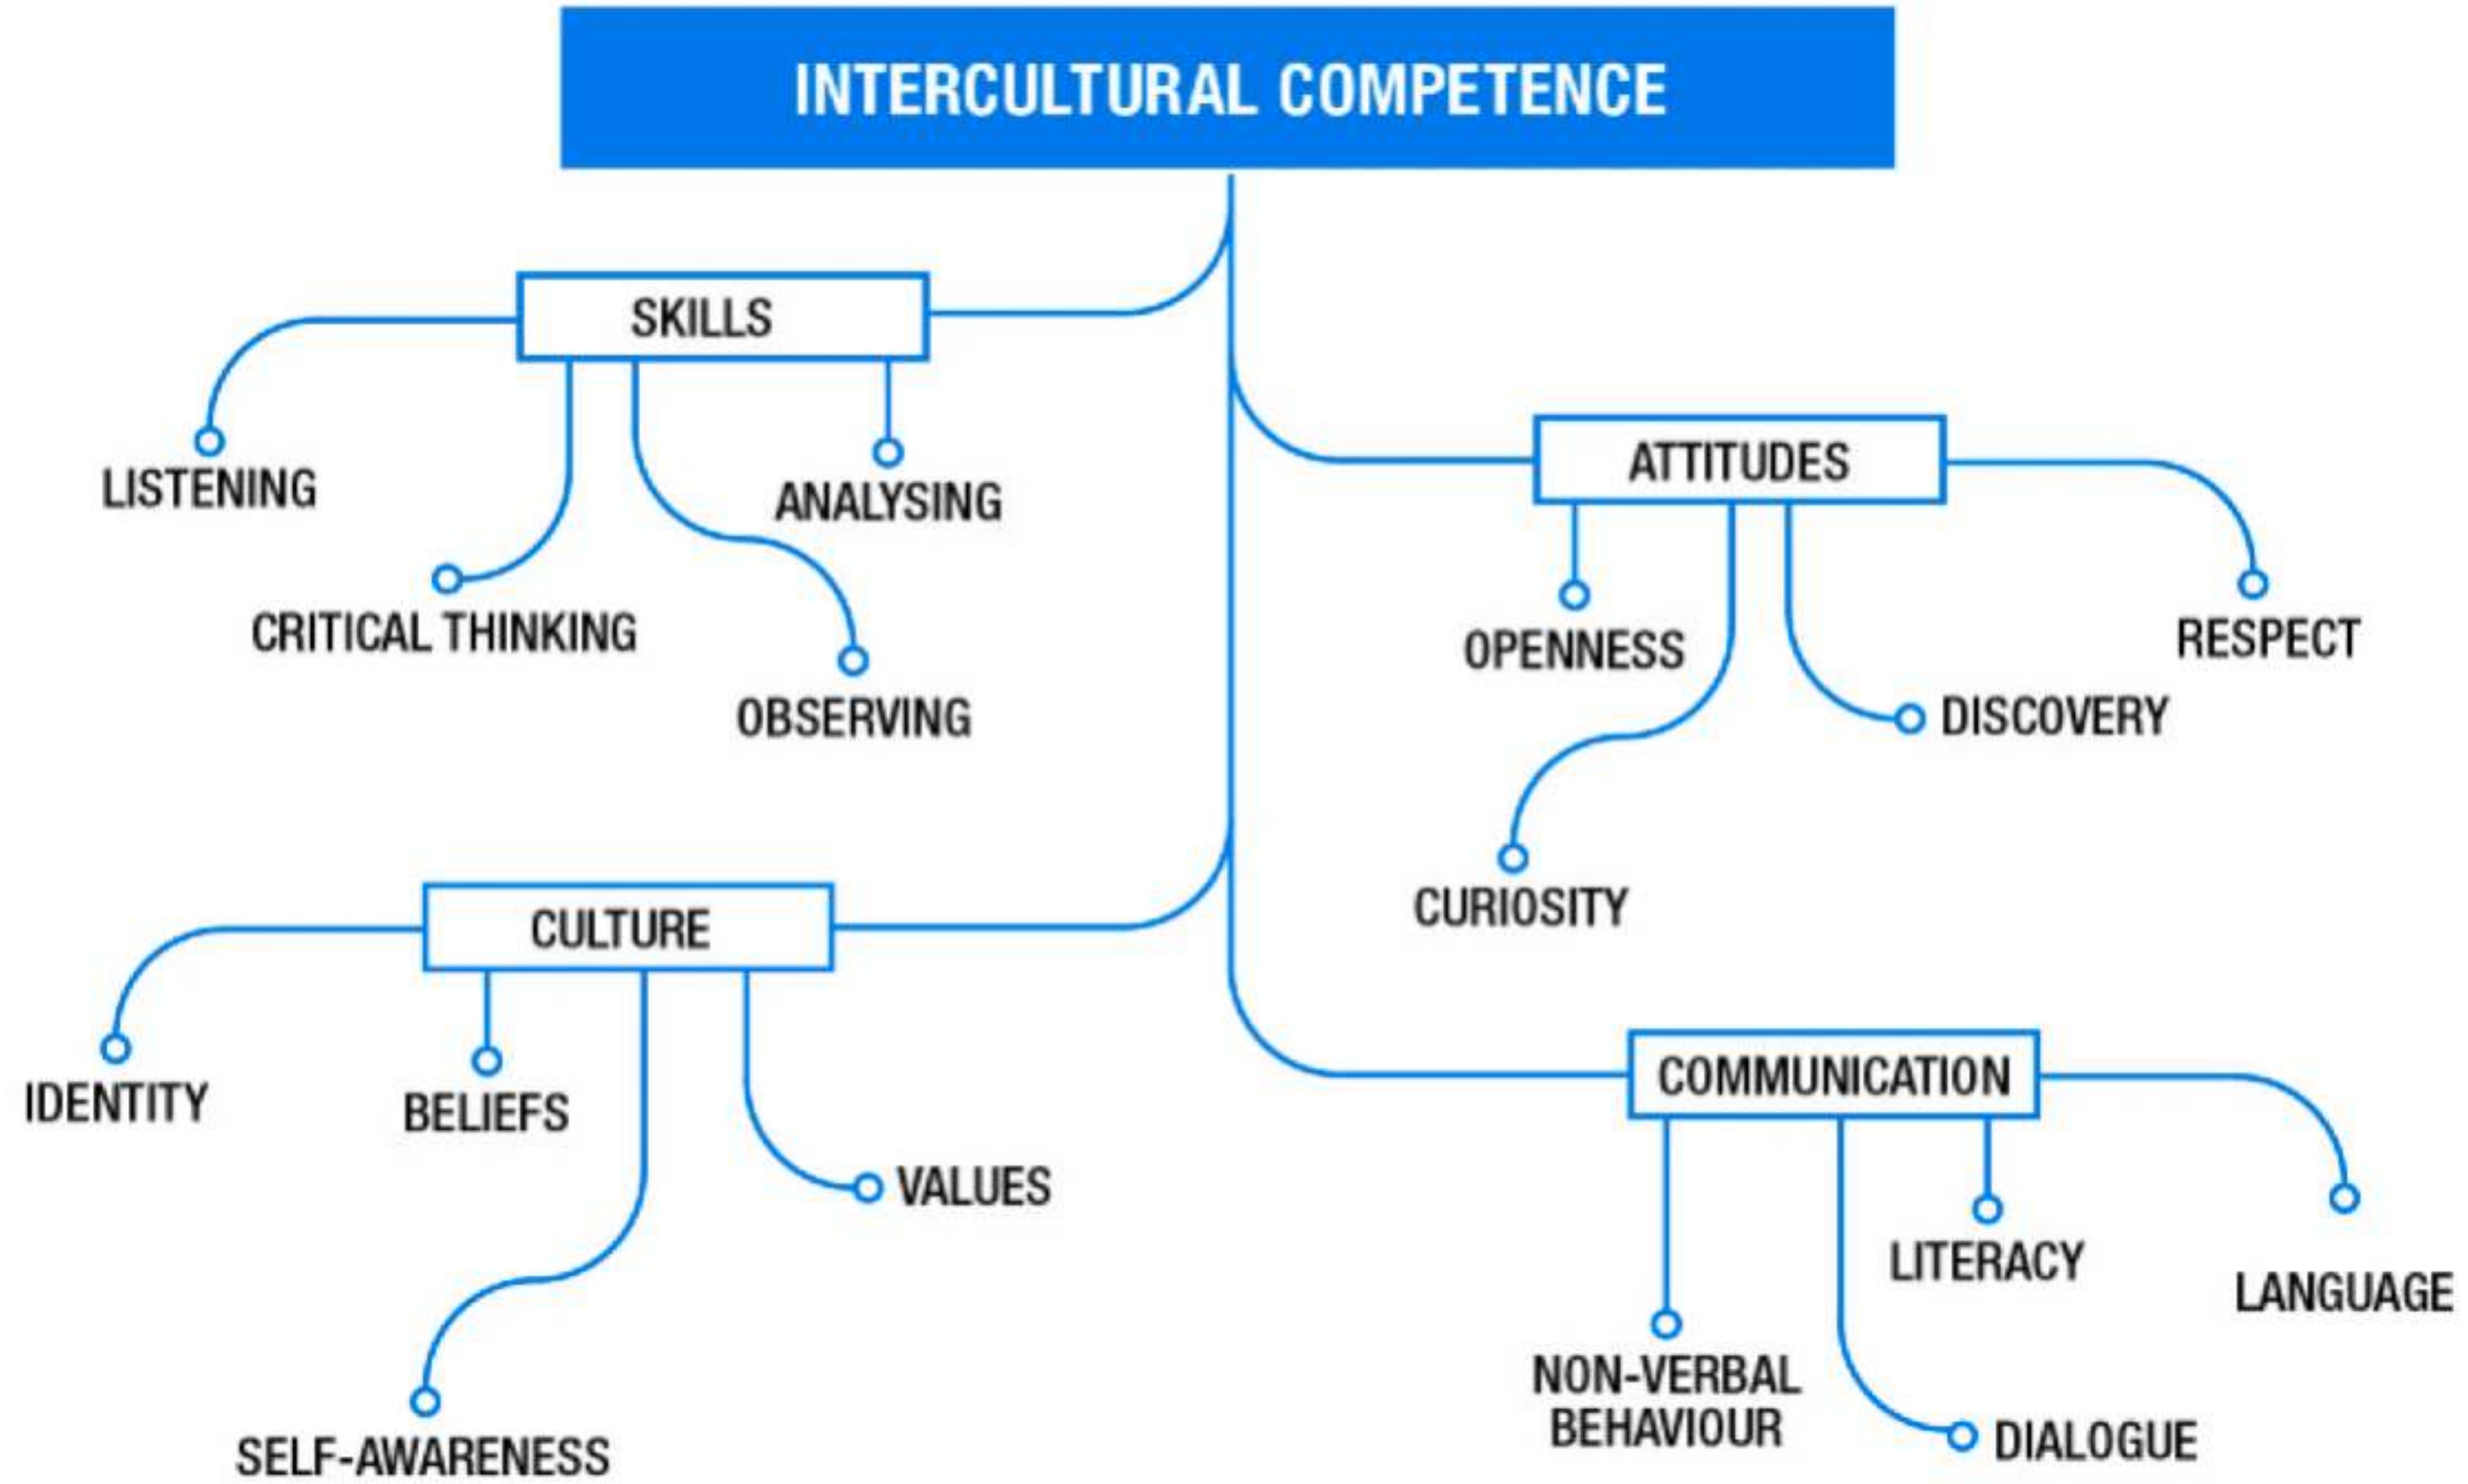 INTERCULTURAL COMPETENCE
SKILLS
LISTENING
CRITICAL THINKING
OBSERVING
ANALYSING
ATTITUDES
OPENNESS
CURIOSITY
DISCOVERY
RESPECT
CULTURE
IDENTITY
BELIEFS
SELF-AWARENESS
VALUES
COMMUNICATION
NON-VERBAL
BEHAVIOUR
DIALOGUE
LITERACY
LANGUAGE